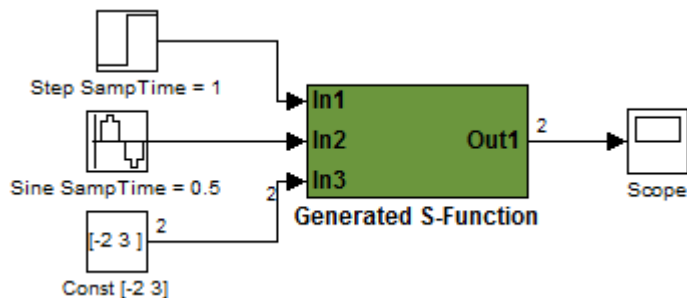 Step SampTime = 1
In1
In2
In3
Out1
2
Sine SampTime = 0.5
2
Generated S-Function
Scope
[-2 3 ]
2
Const [-2 3]